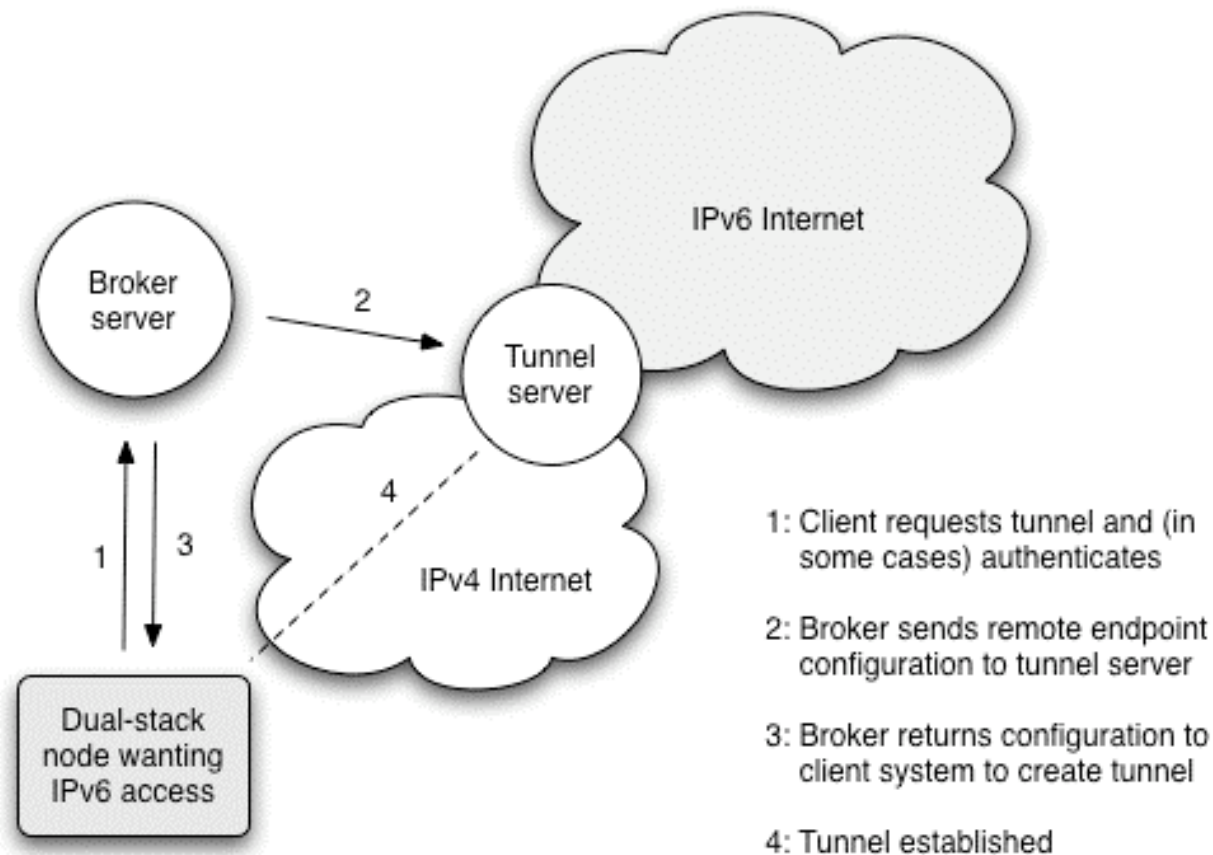 IPv6 Internet
Broker
server
2
Tunnel
server
4
1
3
IPv4 Internet
Dual-stack
node wanting
IPv6 access
1: Client requests tunnel and (in
some cases) authenticates
2: Broker sends remote endpoint
configuration to tunnel server
3: Broker returns configuration to
client system to create tunnel
4: Tunnel established